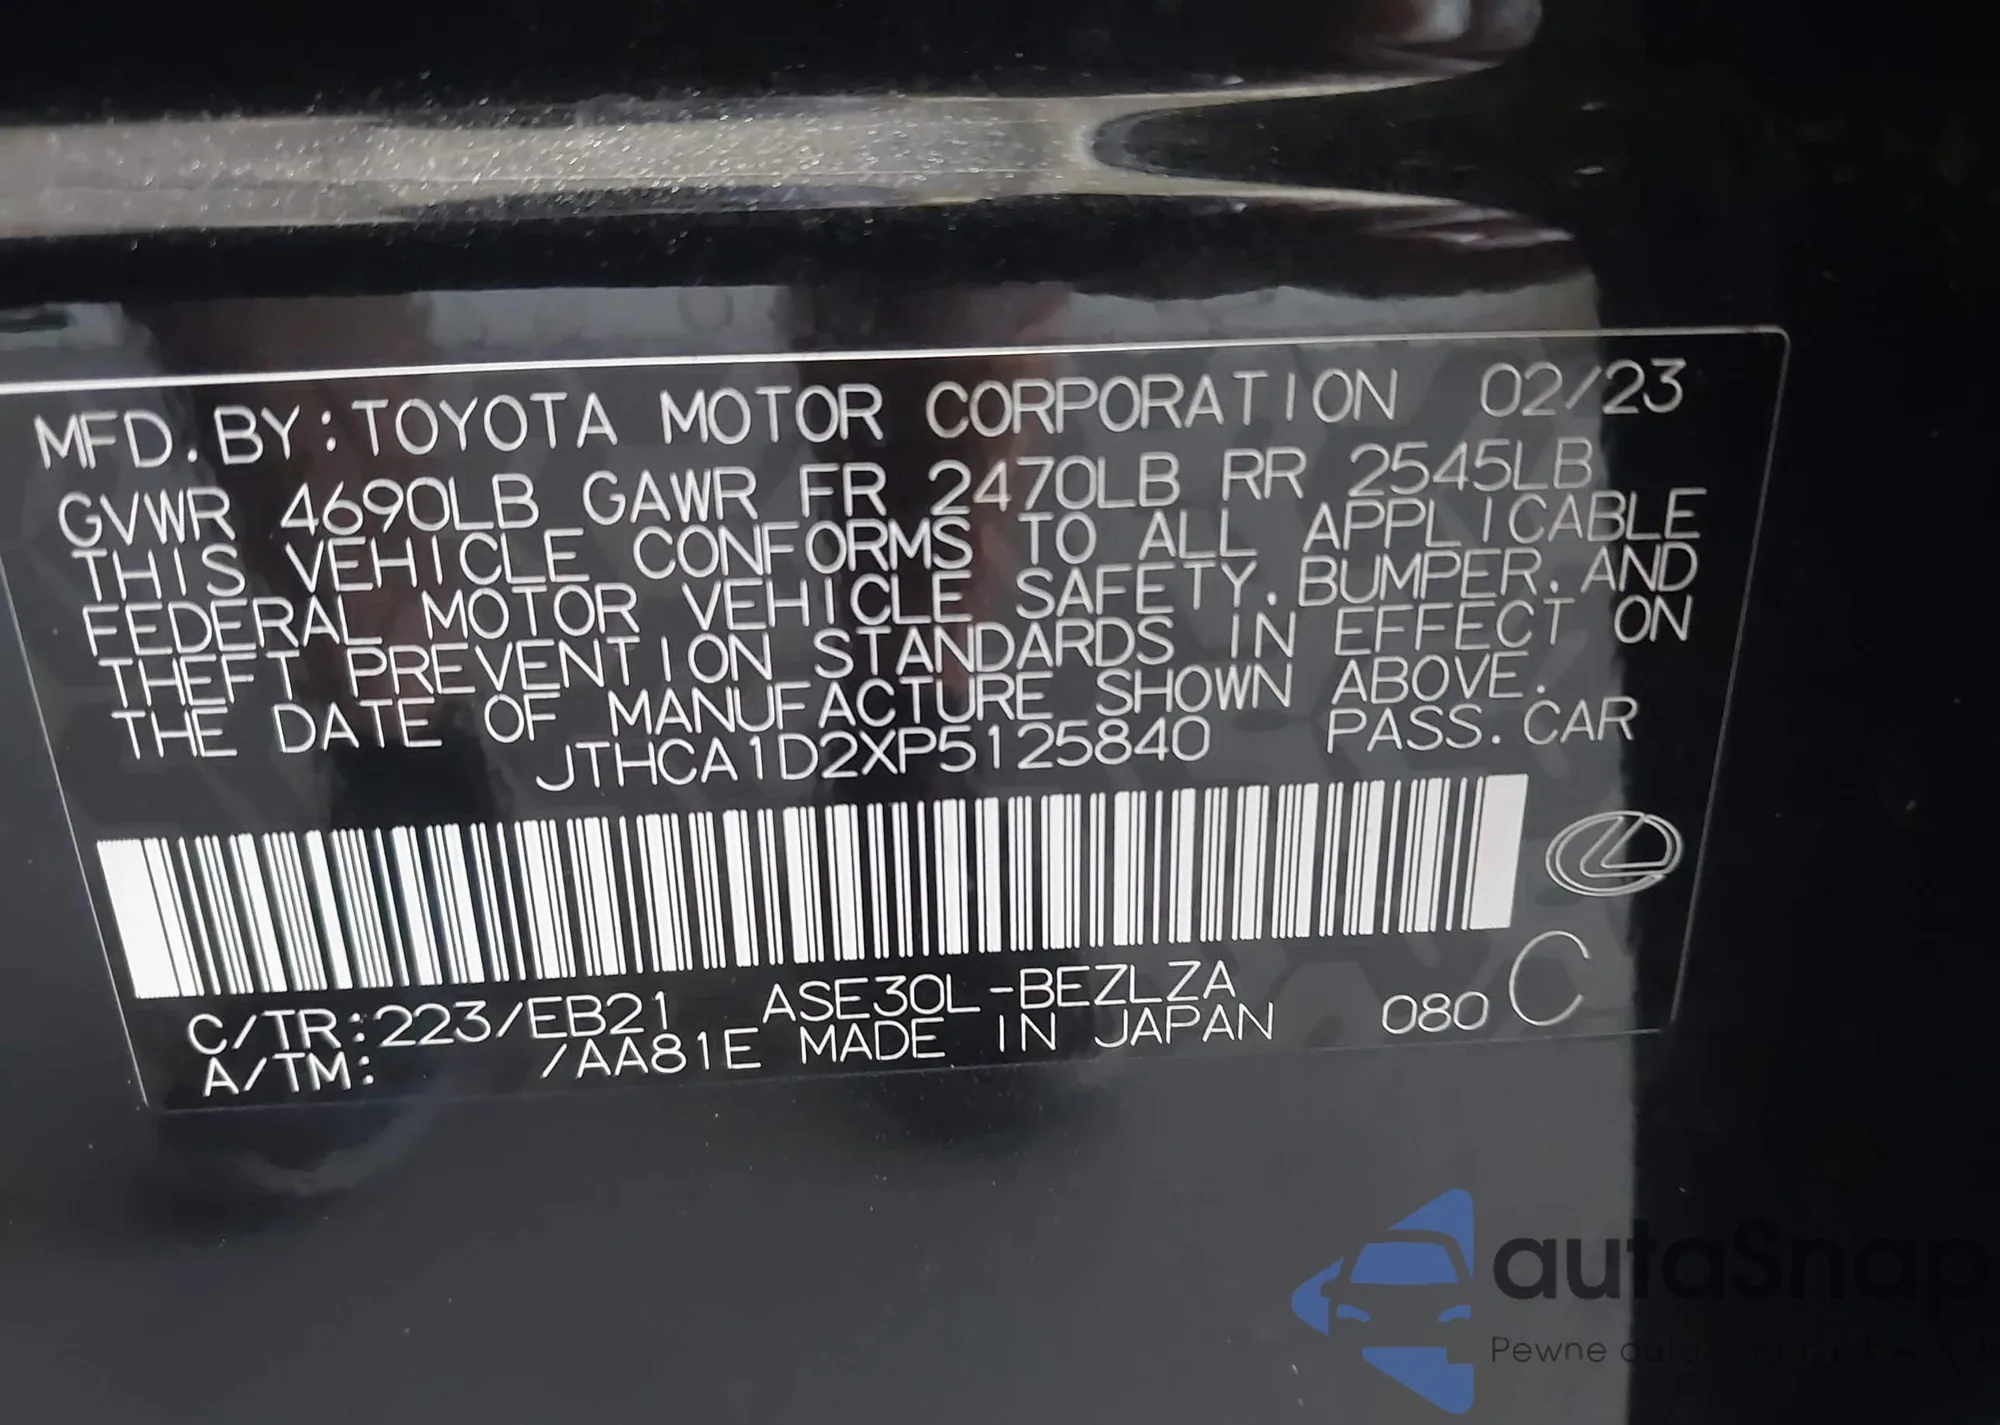 MFD. BY: TOYOTA MOTOR CORPORATION 02/23
GVWR 4690LB GAWR FR 2470LB RR 2545LB
THIS VEHICLE CONFORMS TO ALL APPLICABLE
FEDERAL MOTOR VEHICLE SAFETY. BUMPER. AND
THEFT PREVENTION STANDARDS IN EFFECT ON
THE DATE OF MANUFACTURE SHOWN ABOVE.
JTHCA1D2XP5125840 PASS. CAR
C/TR: 223/EB21 ASE30L-BEZLZA
A/TM: /AA81E MADE IN JAPAN 080 C
autoSnap
Pewne